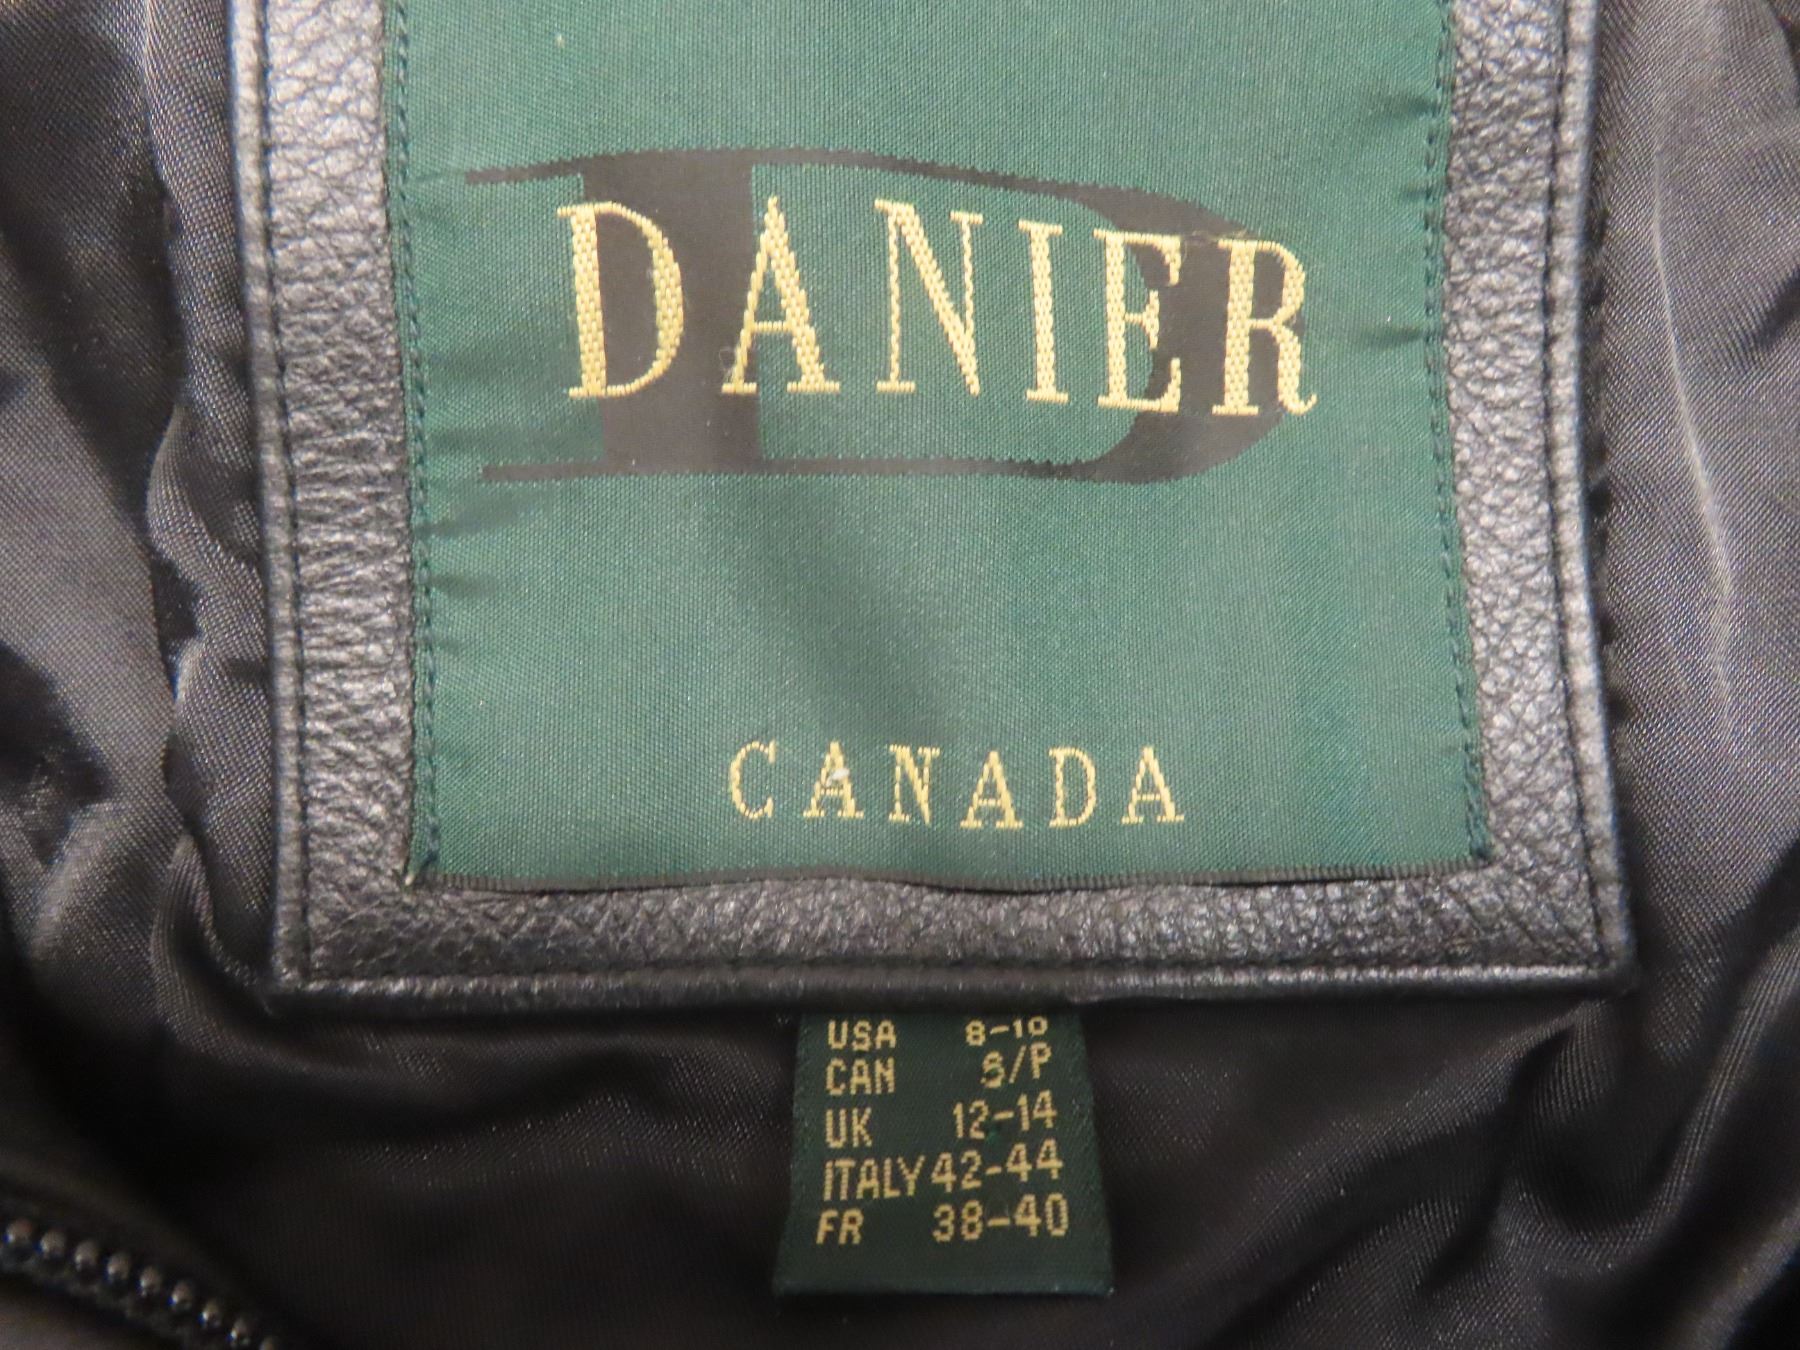 DANIER
CANADA
USA 8-10
CAN S/P
UK 12-14
ITALY 42-44
FR 38-40